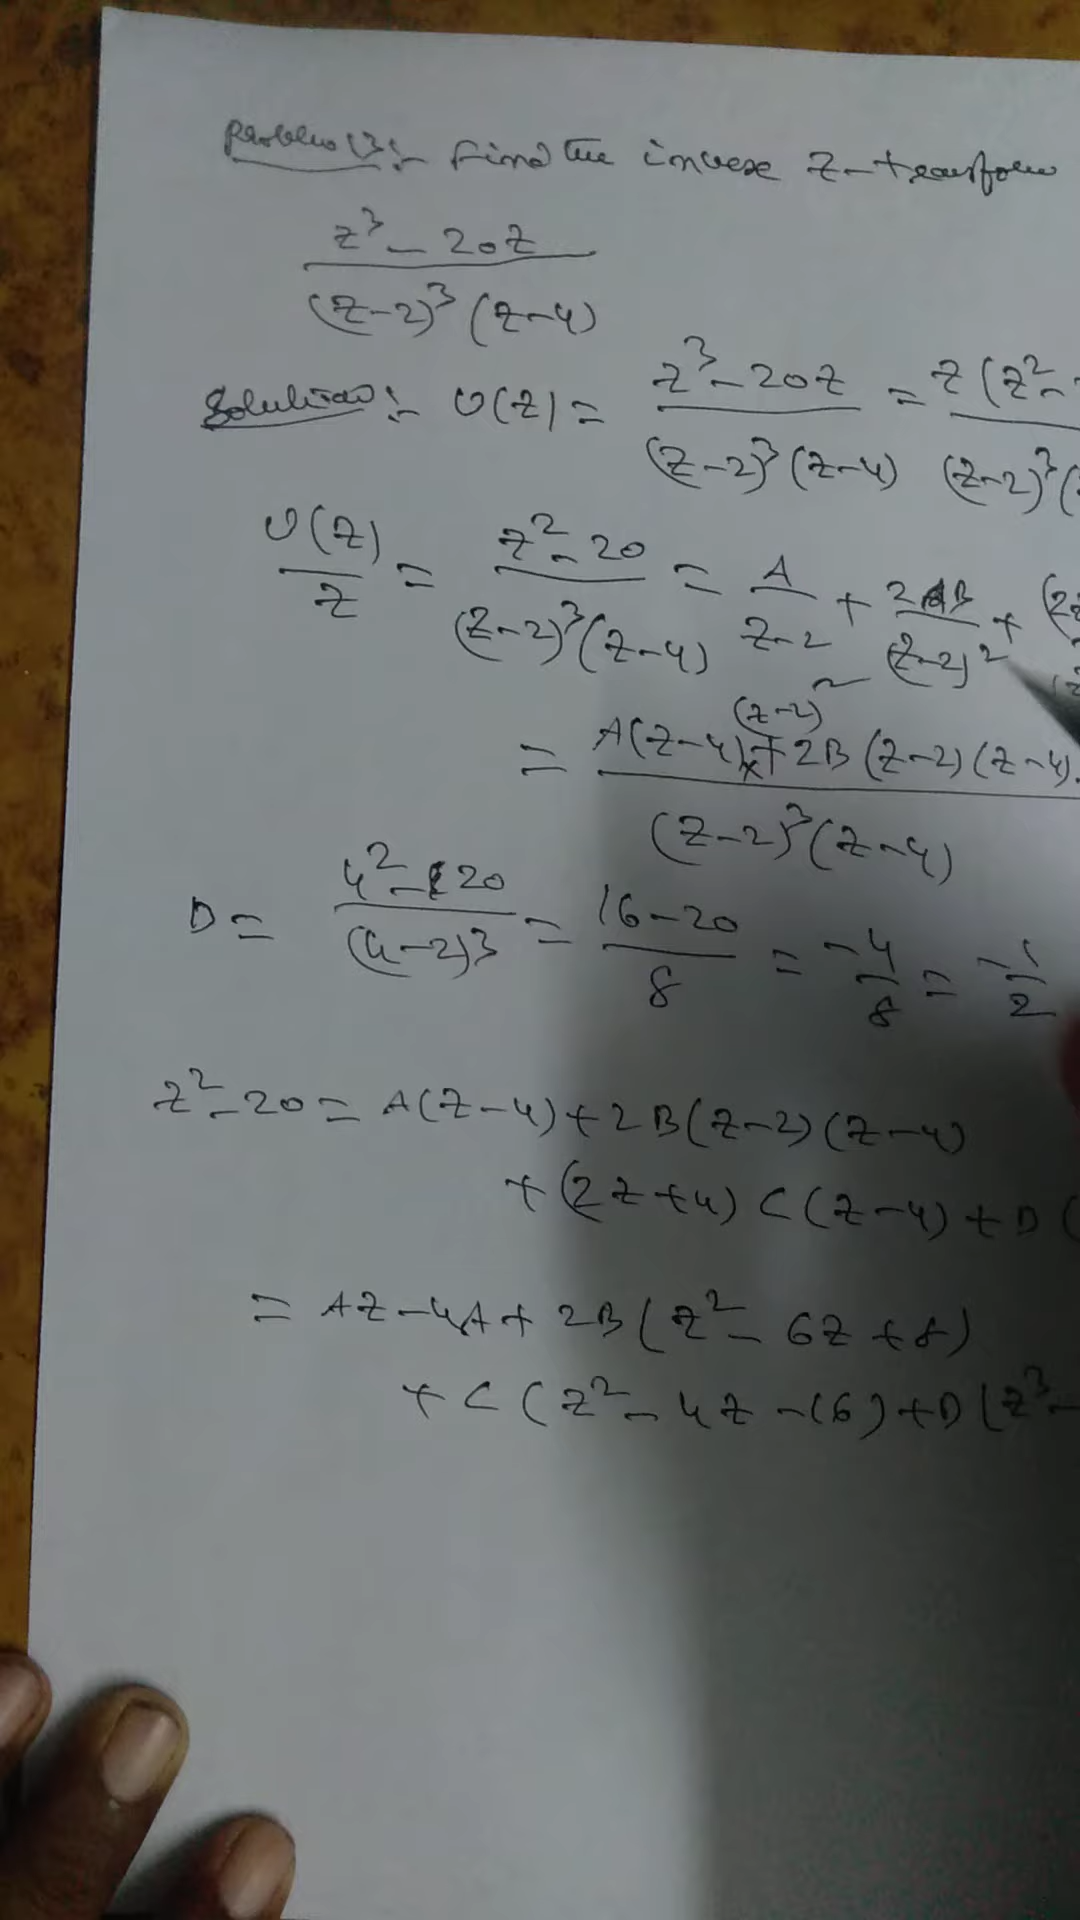 Problem 13:- Find the inverse Z-transform
z³ - 20z
(z-2)³ (z-4)
Solution:- U(z) = z³-20z / (z-2)³(z-4) = z(z²- / (z-2)³(
U(z)/z = z²-20 / (z-2)³(z-4) = A/z-2 + 2B/(z-2)² + (2z
(z-2)²
= A(z-4) + 2B(z-2)(z-4)
(z-2)³(z-4)
D = 4²-20 / (4-2)³ = 16-20 / 8 = -4/8 = -1/2
z²-20 = A(z-4) + 2B(z-2)(z-4)
+ (2z+4) C(z-4) + D(
= Az-4A + 2B(z²-6z+8)
+ C(z²-4z-16) + D(z³-